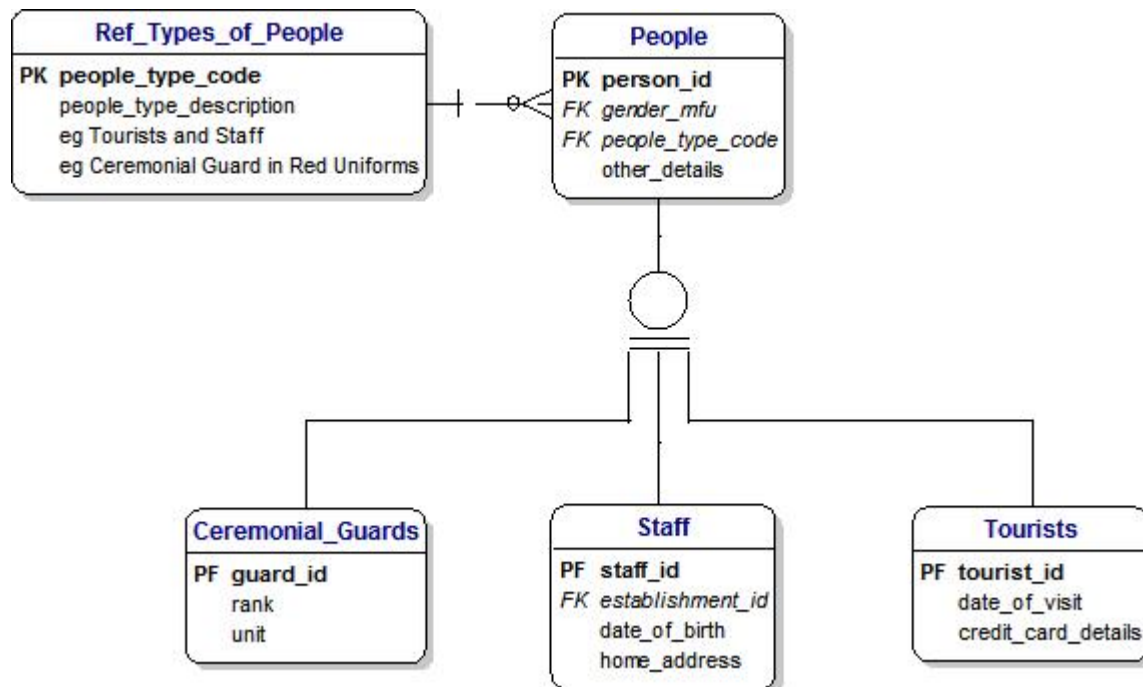 Ref_Types_of_People
PK people_type_code
people_type_description
eg Tourists and Staff
eg Ceremonial Guard in Red Uniforms
People
PK person_id
FK gender_mfu
FK people_type_code
other_details
Ceremonial_Guards
PF guard_id
rank
unit
Staff
PF staff_id
FK establishment_id
date_of_birth
home_address
Tourists
PF tourist_id
date_of_visit
credit_card_details